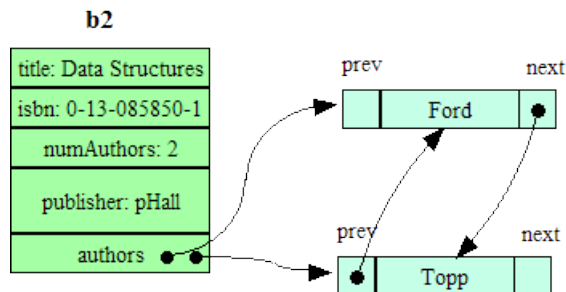 b2
title: Data Structures
isbn: 0-13-085850-1
numAuthors: 2
publisher: pHall
authors
prev
next
Ford
prev
next
Topp